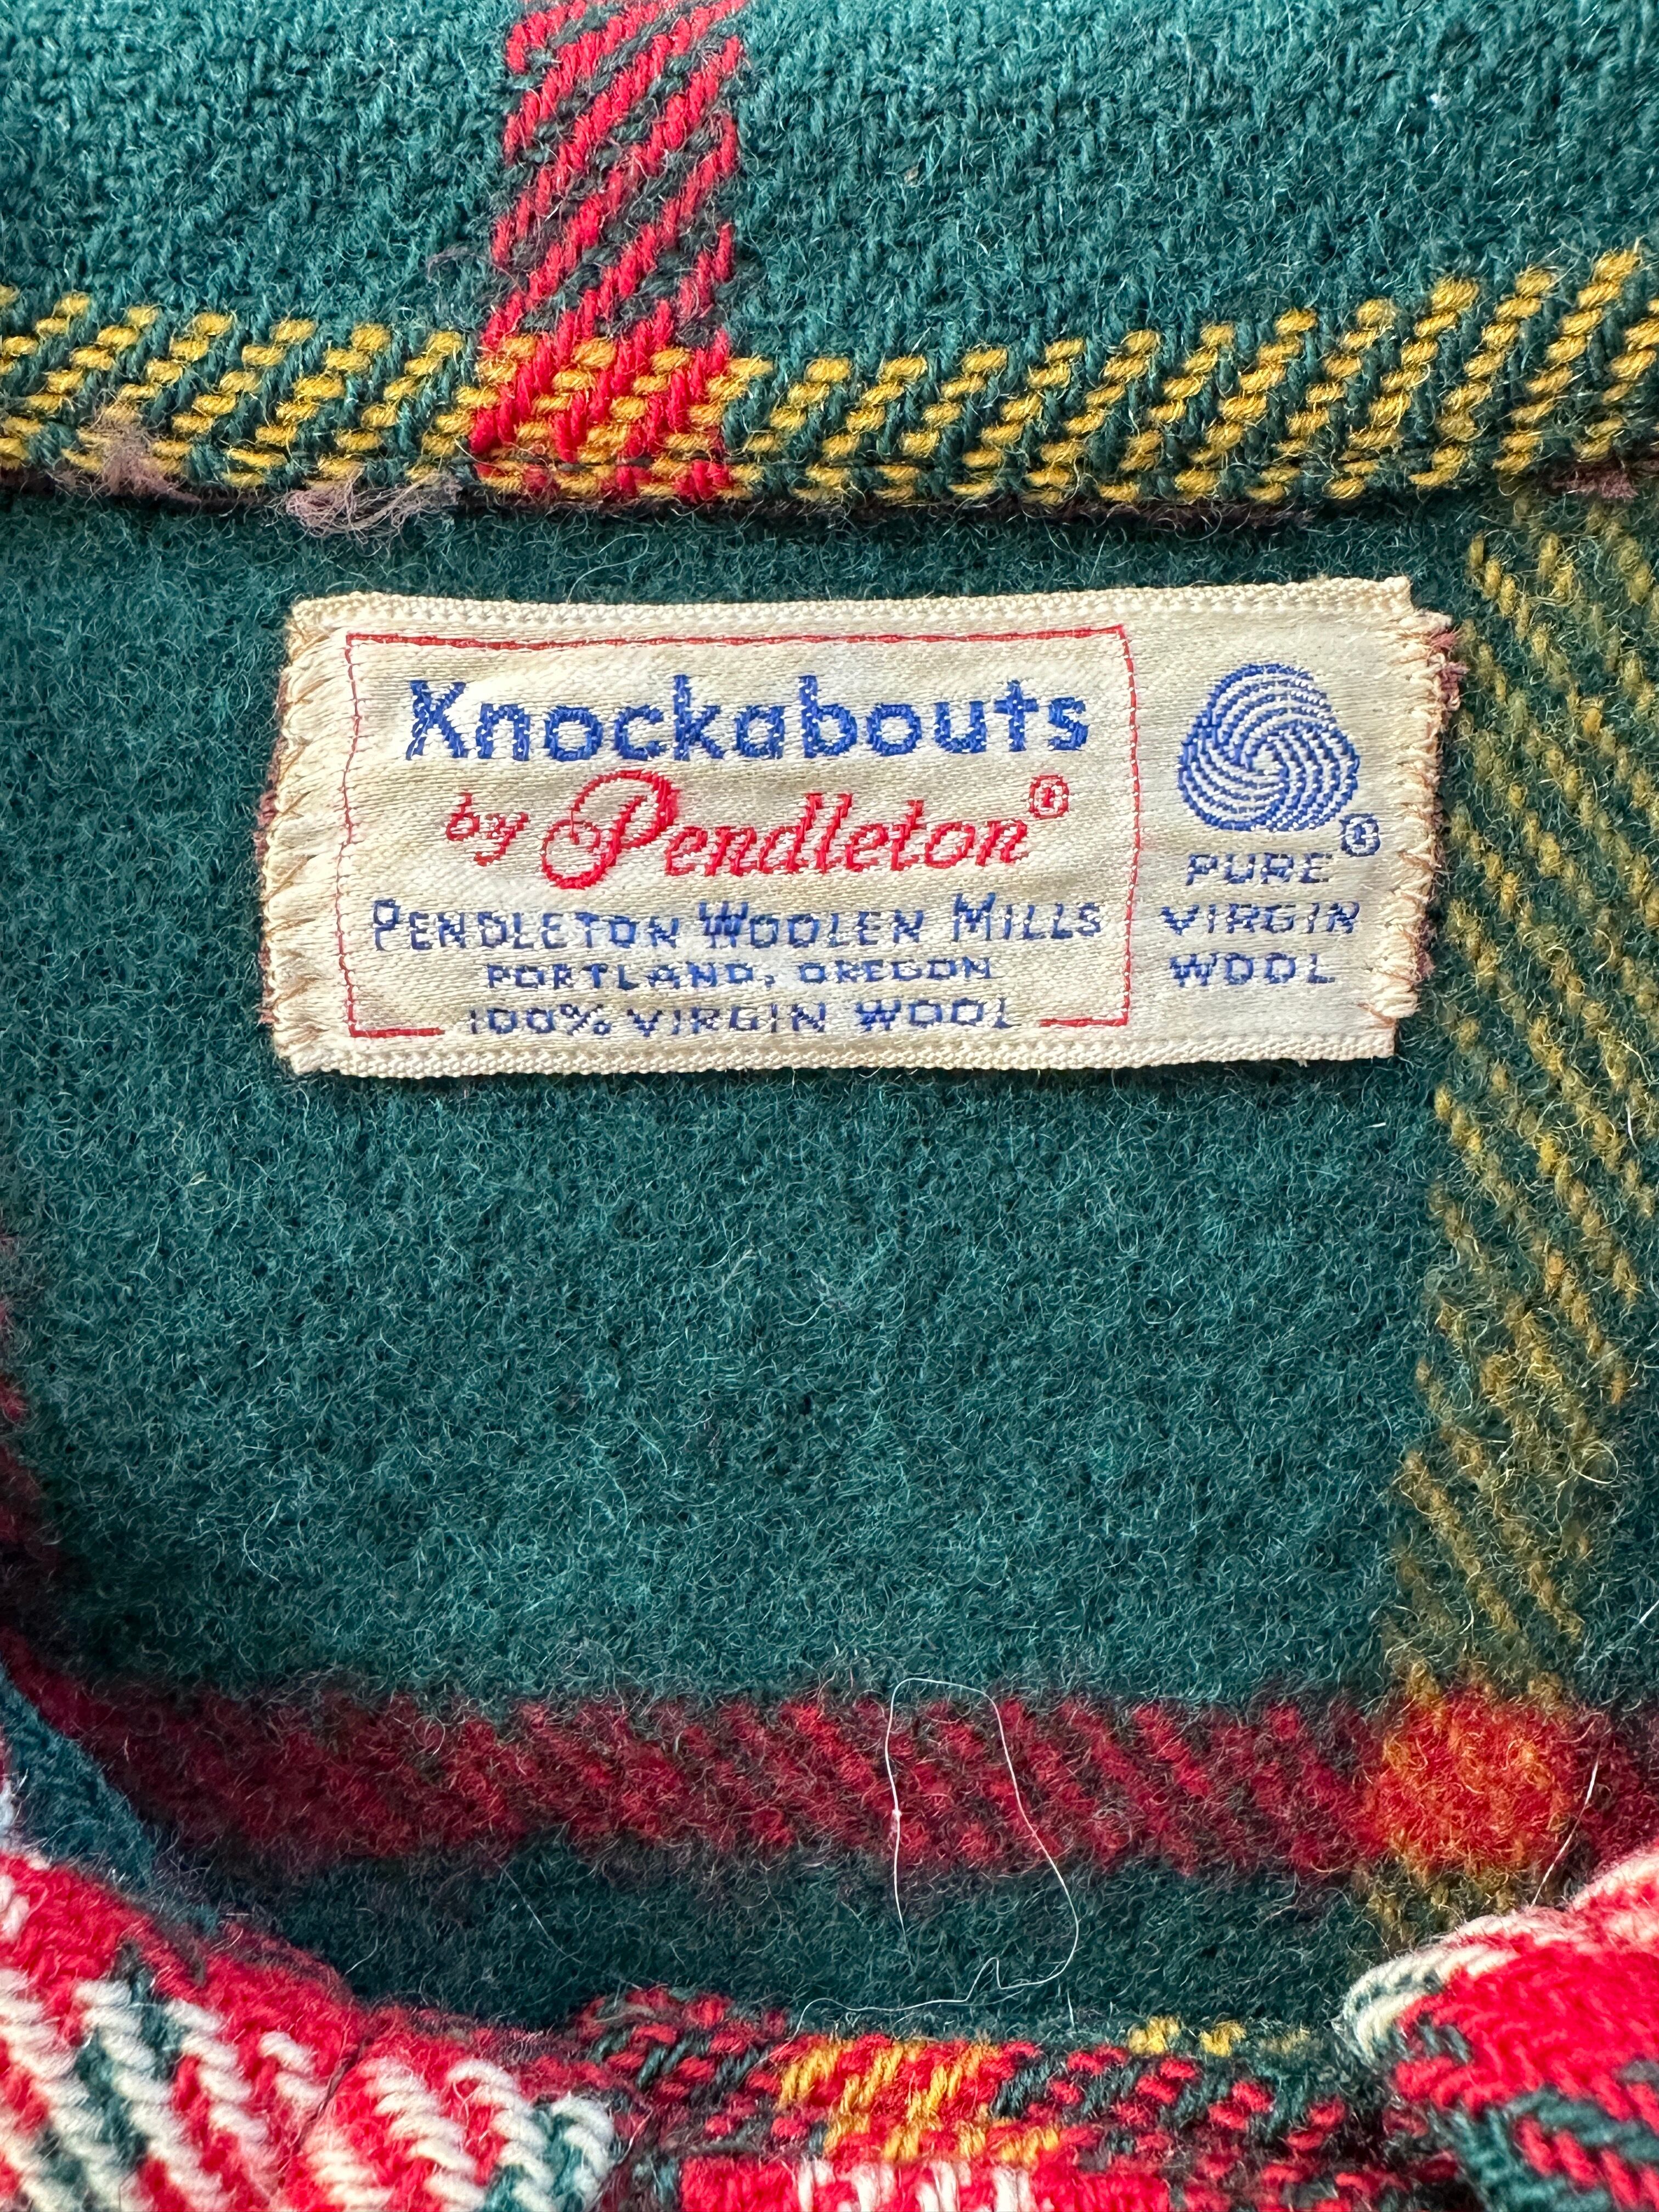 Knockabouts
by Pendleton®
PENDLETON WOOLEN MILLS
PORTLAND, OREGON
100% VIRGIN WOOL
®
PURE
VIRGIN
WOOL